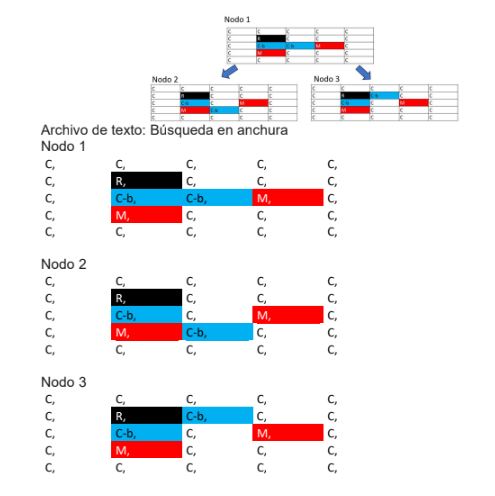 Nodo 1
C C C C C
C R C C C
C C-b C-b M C
C M C C C
C C C C C
Nodo 2 Nodo 3
Archivo de texto: Búsqueda en anchura
Nodo 1
C, C, C, C, C,
C, R, C, C, C,
C, C-b, C-b, M, C,
C, M, C, C, C,
C, C, C, C, C,
Nodo 2
C, C, C, C, C,
C, R, C, C, C,
C, C-b, C, M, C,
C, M, C-b, C, C,
C, C, C, C, C,
Nodo 3
C, C, C, C, C,
C, R, C-b, C, C,
C, C-b, C, M, C,
C, M, C, C, C,
C, C, C, C, C,